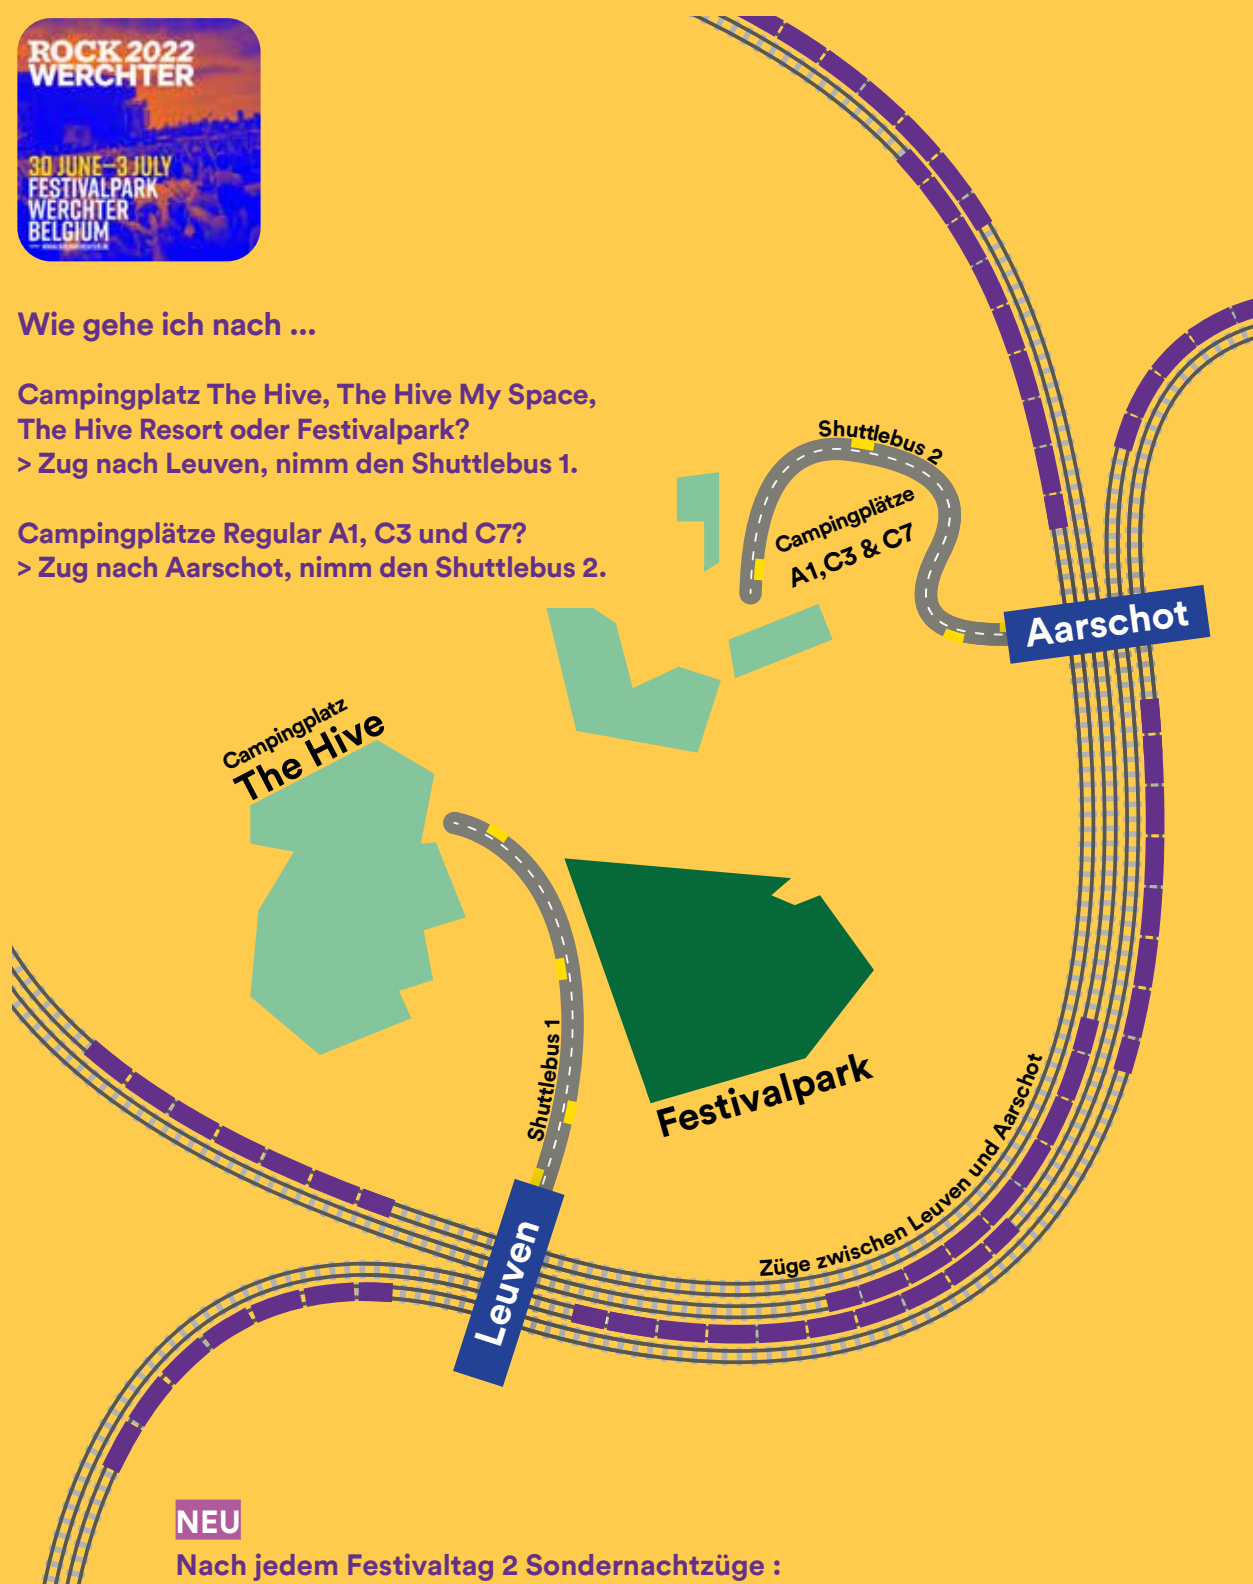 ROCK 2022
WERCHTER
30 JUNE–3 JULY
FESTIVALPARK
WERCHTER
BELGIUM
Wie gehe ich nach ...
Campingplatz The Hive, The Hive My Space,
The Hive Resort oder Festivalpark?
> Zug nach Leuven, nimm den Shuttlebus 1.
Campingplätze Regular A1, C3 und C7?
> Zug nach Aarschot, nimm den Shuttlebus 2.
Shuttlebus 2
Campingplätze
A1,C3 & C7
Aarschot
Campingplatz
The Hive
Shuttlebus 1
Festivalpark
Züge zwischen Leuven und Aarschot
Leuven
NEU
Nach jedem Festivaltag 2 Sondernachtzüge :